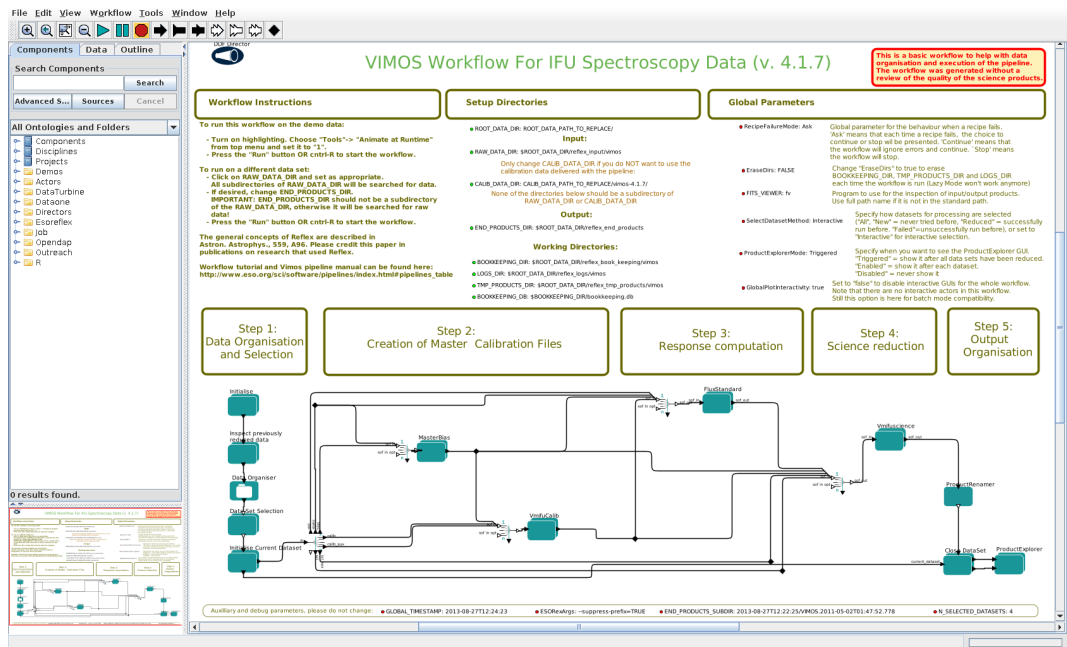 File Edit View Workflow Tools Window Help
Components Data Outline
Search Components
Search
Advanced S... Sources Cancel
All Ontologies and Folders
Components
Disciplines
Projects
Demos
Actors
DataTurbine
Dataone
Directors
Esoreflex
Job
Opendap
Outreach
R
0 results found.
DDF Director
VIMOS Workflow For IFU Spectroscopy Data (v. 4.1.7)
This is a basic workflow to help with data
organisation and execution of the pipeline.
The workflow was generated without a
review of the quality of the science products.
Workflow Instructions
To run this workflow on the demo data:
- Turn on highlighting. Choose "Tools"-> "Animate at Runtime"
from top menu and set it to "1".
- Press the "Run" button OR cntrl-R to start the workflow.
To run on a different data set:
- Click on RAW_DATA_DIR and set as appropriate.
All subdirectories of RAW_DATA_DIR will be searched for data.
- If desired, change END_PRODUCTS_DIR.
IMPORTANT: END_PRODUCTS_DIR should not be a subdirectory
of the RAW_DATA_DIR, otherwise it will be searched for raw
data!
- Press the "Run" button OR cntrl-R to start the workflow.
The general concepts of Reflex are described in
Astron. Astrophys., 559, A96. Please credit this paper in
publications on research that used Reflex.
Workflow tutorial and Vimos pipeline manual can be found here:
http://www.eso.org/sci/software/pipelines/index.html#pipelines_table
Setup Directories
ROOT_DATA_DIR: ROOT_DATA_PATH_TO_REPLACE/
Input:
RAW_DATA_DIR: $ROOT_DATA_DIR/reflex_input/vimos
Only change CALIB_DATA_DIR if you do NOT want to use the
calibration data delivered with the pipeline:
CALIB_DATA_DIR: CALIB_DATA_PATH_TO_REPLACE/vimos-4.1.7/
None of the directories below should be a subdirectory of
RAW_DATA_DIR or CALIB_DATA_DIR
Output:
END_PRODUCTS_DIR: $ROOT_DATA_DIR/reflex_end_products
Working Directories:
BOOKKEEPING_DIR: $ROOT_DATA_DIR/reflex_book_keeping/vimos
LOGS_DIR: $ROOT_DATA_DIR/reflex_logs/vimos
TMP_PRODUCTS_DIR: $ROOT_DATA_DIR/reflex_tmp_products/vimos
BOOKKEEPING_DB: $BOOKKEEPING_DIR/bookkeeping.db
Global Parameters
RecipeFailureMode: Ask
Global parameter for the behaviour when a recipe fails.
'Ask' means that each time a recipe fails, the choice to
continue or stop wil be presented. 'Continue' means that
the workflow will ignore errors and continue. `Stop' means
the workflow will stop.
EraseDirs: FALSE
Change "EraseDirs" to true to erase
BOOKKEEPING_DIR, TMP_PRODUCTS_DIR and LOGS_DIR
each time the workflow is run (Lazy Mode won't work anymore)
FITS_VIEWER: fv
Program to use for the inspection of input/output products.
Use full path name if it is not in the standard path.
SelectDatasetMethod: Interactive
Specify how datasets for processing are selected
("All", "New" = never tried before, "Reduced" = successfully
run before, "Failed"=unsuccessfully run before), or set to
"Interactive" for interactive selection.
ProductExplorerMode: Triggered
Specify when you want to see the ProductExplorer GUI.
"Triggered" = show it after all data sets have been reduced.
"Enabled" = show it after each dataset.
"Disabled" = never show it
GlobalPlotInteractivity: true
Set to "false" to disable interactive GUIs for the whole workflow.
Note that there are no interactive actors in this workflow.
Still this option is here for batch mode compatibility.
Step 1:
Data Organisation
and Selection
Step 2:
Creation of Master Calibration Files
Step 3:
Response computation
Step 4:
Science reduction
Step 5:
Output
Organisation
Initialise
Inspect previously
reduced data
Data Organiser
DataSet Selection
Initialise Current Dataset
MasterBias
VmifuCalib
FluxStandard
Vmifuscience
ProductRenamer
Close DataSet
ProductExplorer
current_dataset
Auxilliary and debug parameters, please do not change:
GLOBAL_TIMESTAMP: 2013-08-27T12:24:23
ESORexArgs: --suppress-prefix=TRUE
END_PRODUCTS_SUBDIR: 2013-08-27T12:22:25/VIMOS.2011-05-02T01:47:52.778
N_SELECTED_DATASETS: 4